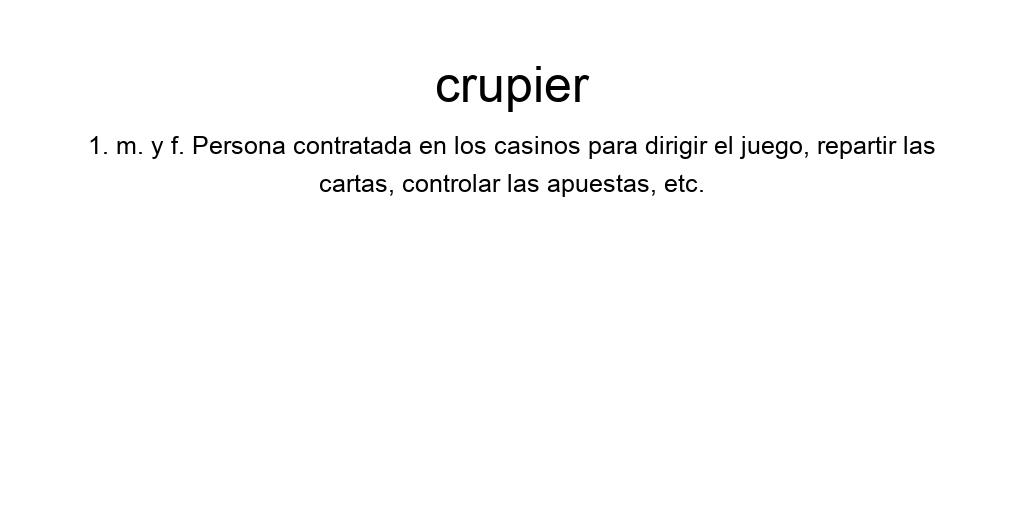 crupier
1. m. y f. Persona contratada en los casinos para dirigir el juego, repartir las
cartas, controlar las apuestas, etc.